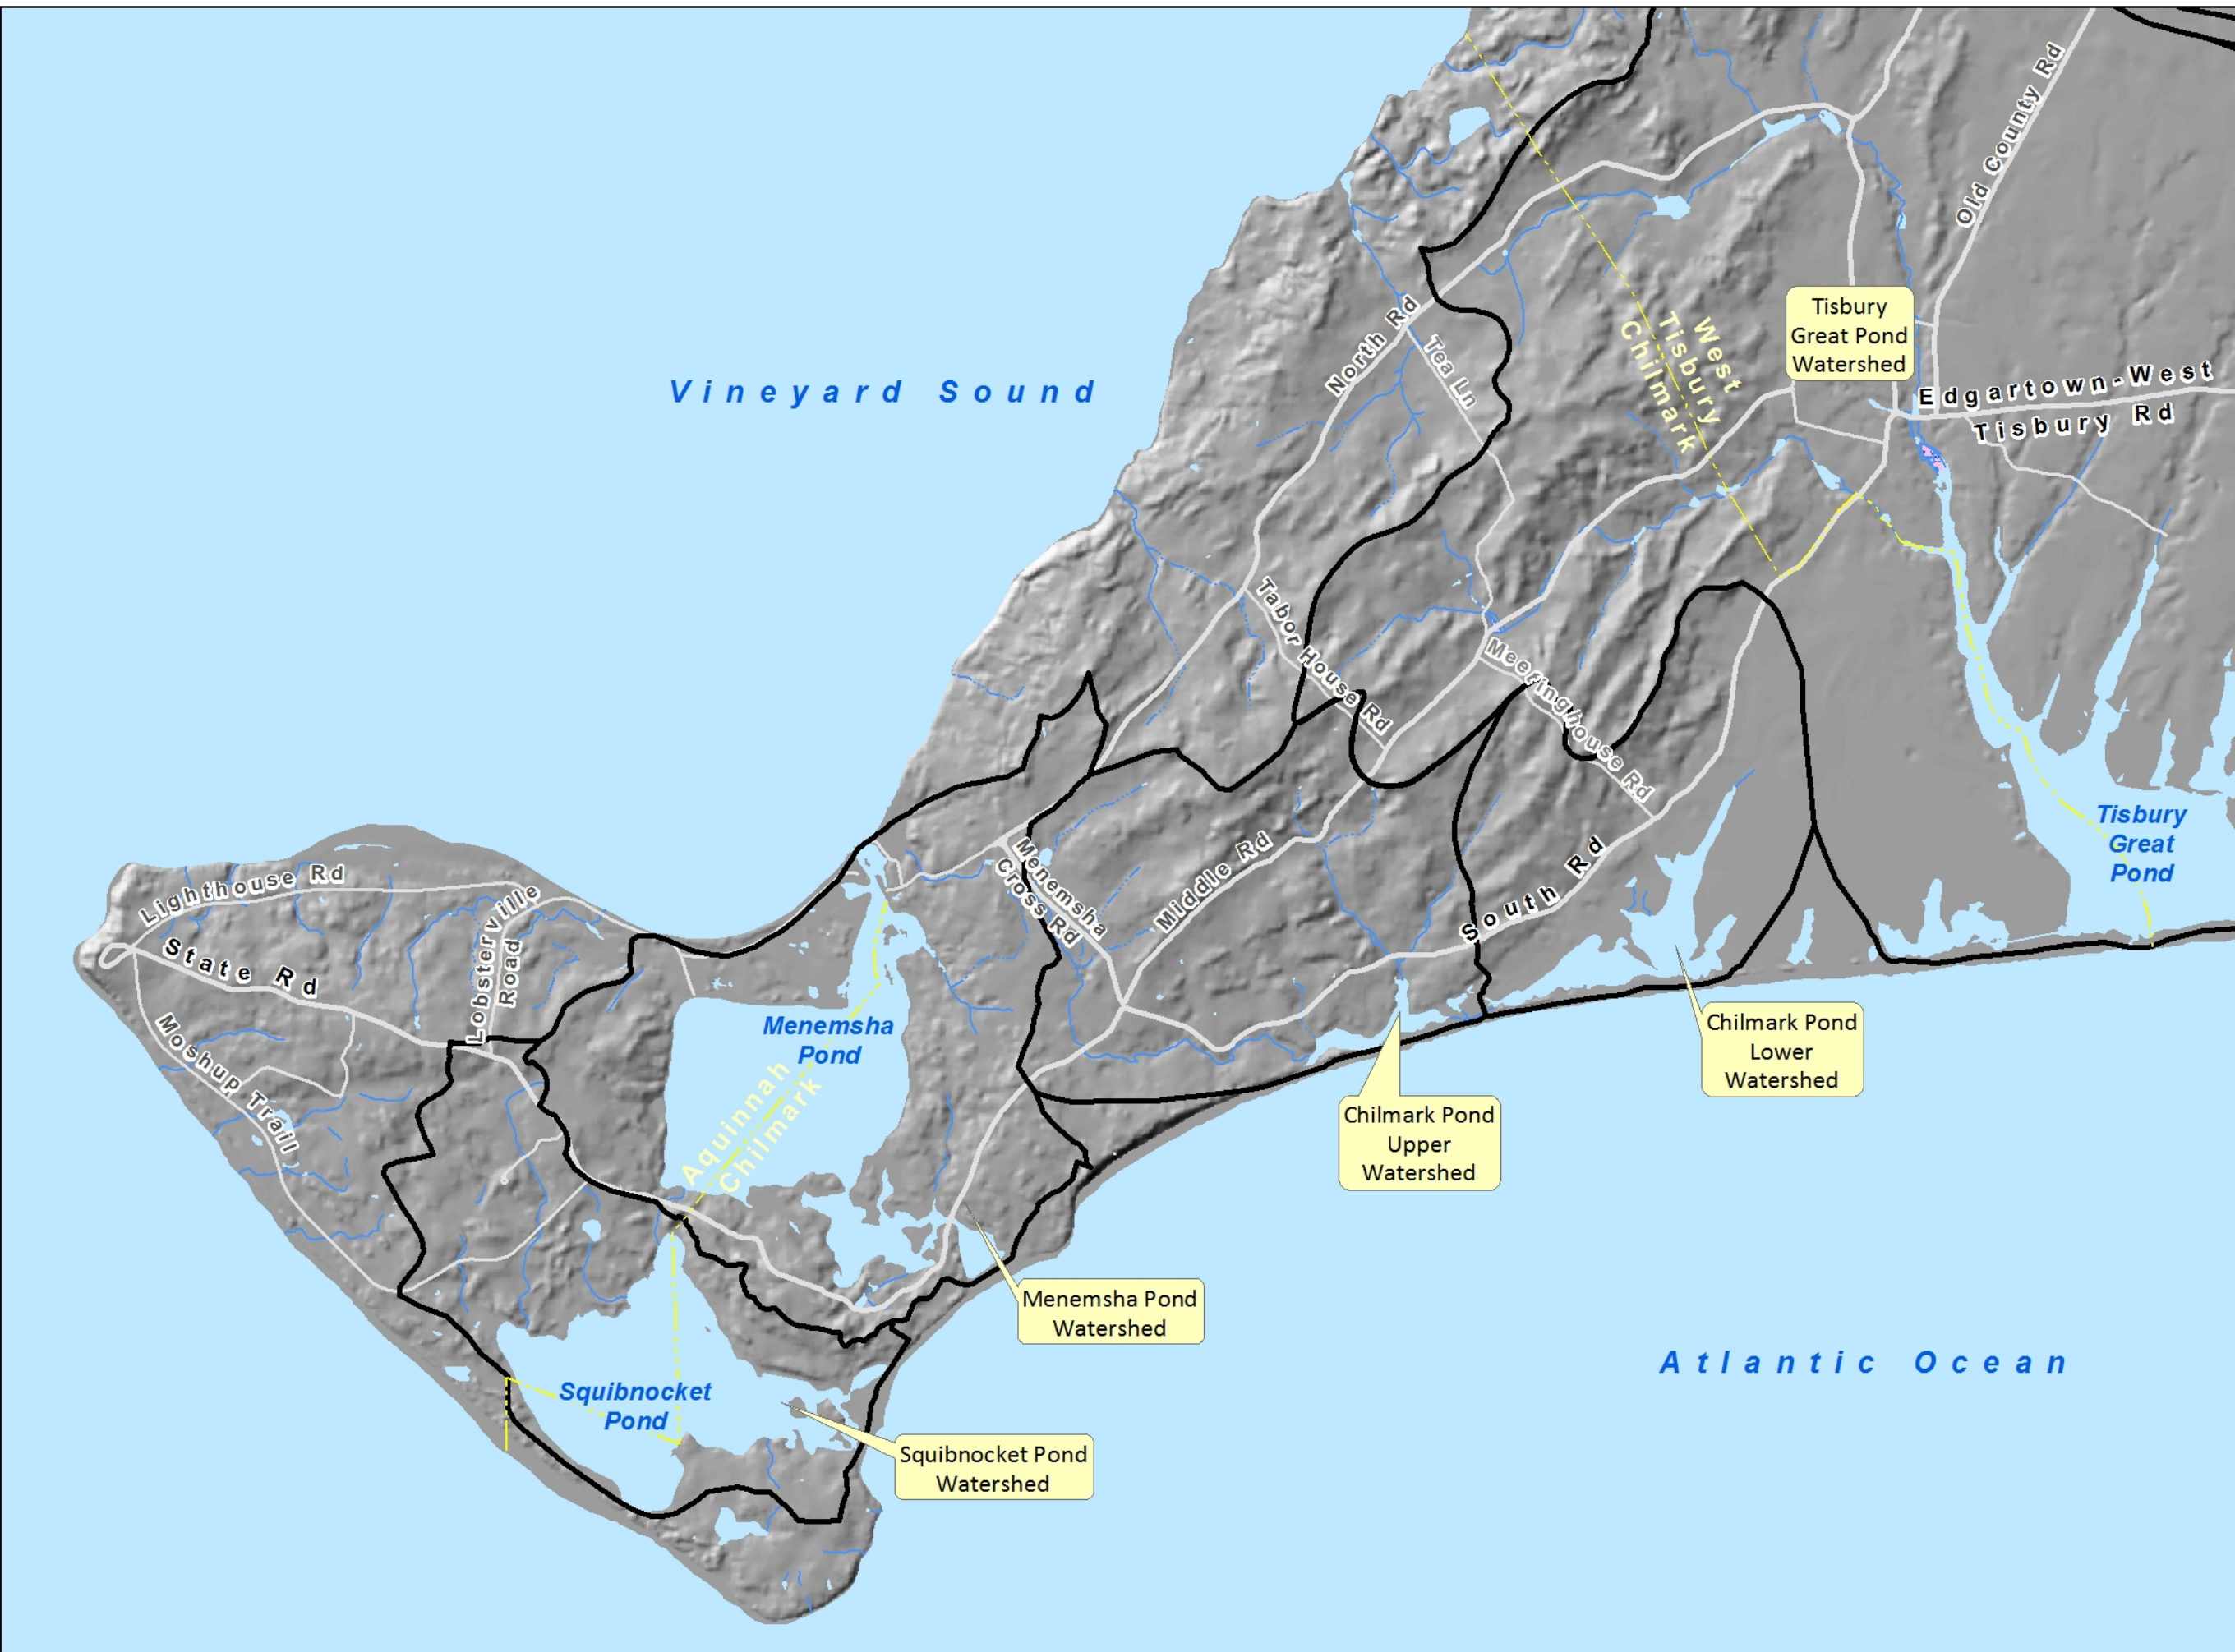 Old County Rd
Tisbury
Great Pond
Watershed
North Rd
Tea Ln
West
Tisbury
Chilmark
Edgartown-West
Tisbury Rd
Vineyard Sound
Tabor House Rd
Meetinghouse Rd
Tisbury
Great
Pond
Menemsha
Cross Rd
Middle Rd
South Rd
Lighthouse Rd
State Rd
Lobsterville
Road
Moshup Trail
Menemsha
Pond
Aquinnah
Chilmark
Chilmark Pond
Lower
Watershed
Chilmark Pond
Upper
Watershed
Menemsha Pond
Watershed
Atlantic Ocean
Squibnocket
Pond
Squibnocket Pond
Watershed